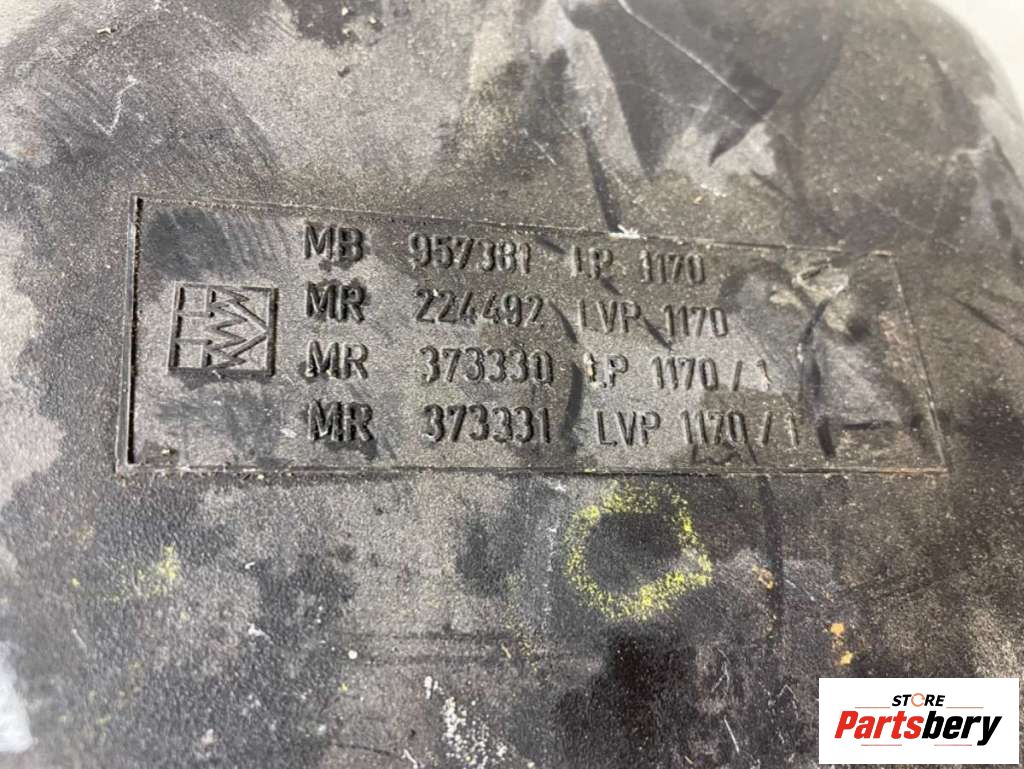 MB 957381 LP 1170
MR 224492 LVP 1170
MR 373330 LP 1170/1
MR 373331 LVP 1170/1
STORE
Partsbery